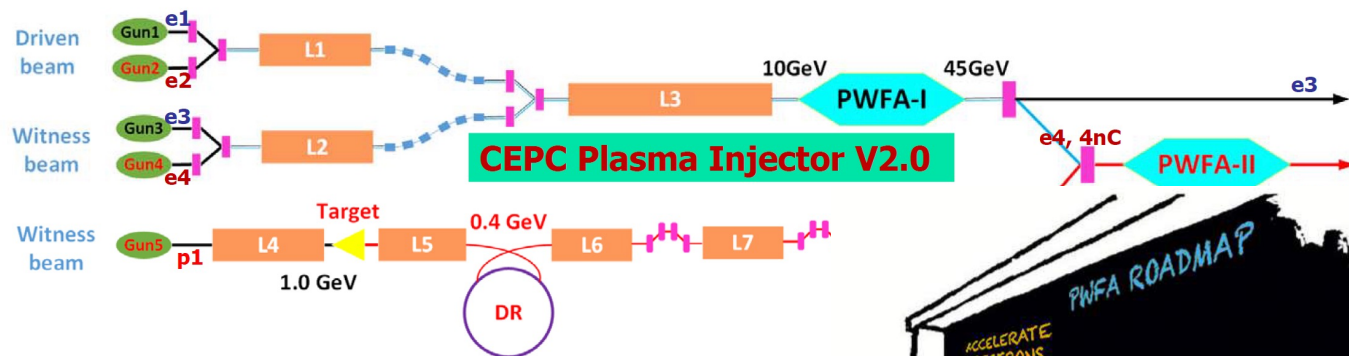 Driven
beam
Gun1
e1
Gun2
e2
L1
Witness
beam
Gun3
e3
Gun4
e4
L2
L3
10GeV
PWFA-I
45GeV
e3
CEPC Plasma Injector V2.0
e4, 4nC
PWFA-II
Witness
beam
Gun5
p1
L4
Target
1.0 GeV
L5
0.4 GeV
DR
L6
L7
PWFA ROADMAP
ACCELERATE